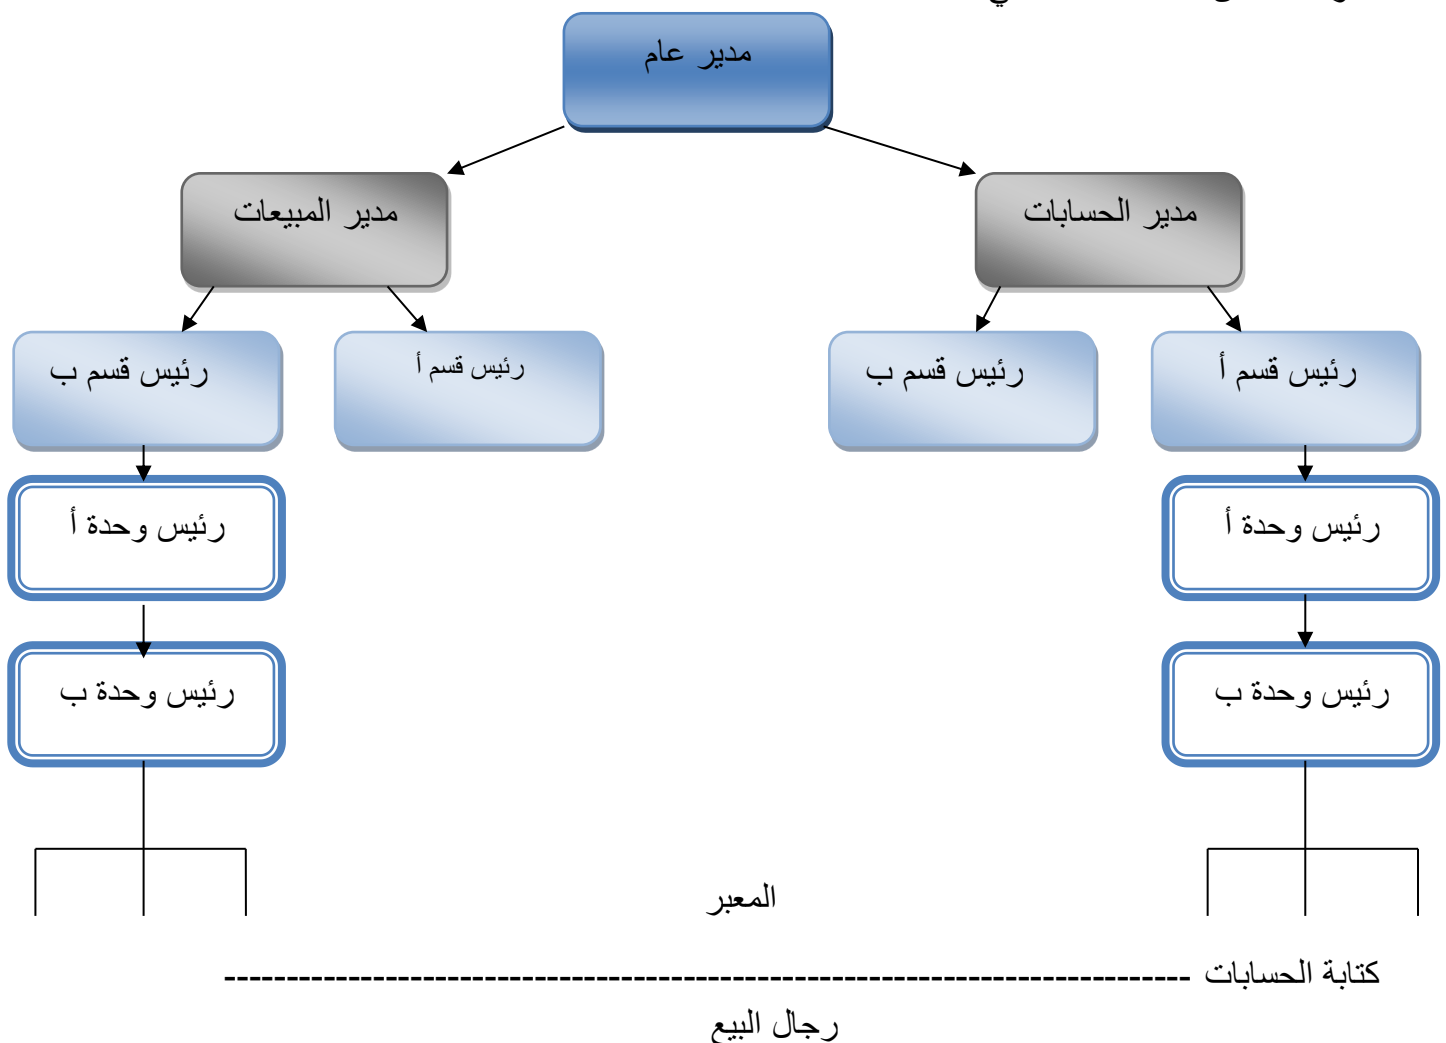 مدير عام
مدير الحسابات
مدير المبيعات
رئيس قسم أ
رئيس قسم ب
رئيس قسم أ
رئيس قسم ب
رئيس وحدة أ
رئيس وحدة أ
رئيس وحدة ب
رئيس وحدة ب
المعبر
كتابة الحسابات ------------------------------------------------------------------------------
رجال البيع